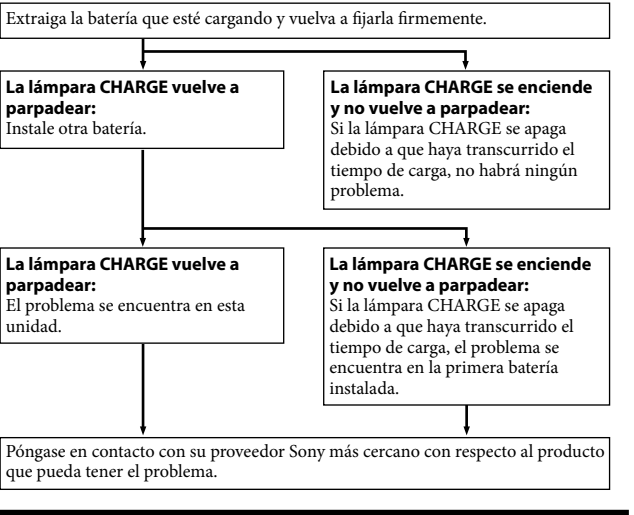 Extraiga la batería que esté cargando y vuelva a fijarla firmemente.
La lámpara CHARGE vuelve a
parpadear:
Instale otra batería.
La lámpara CHARGE se enciende
y no vuelve a parpadear:
Si la lámpara CHARGE se apaga
debido a que haya transcurrido el
tiempo de carga, no habrá ningún
problema.
La lámpara CHARGE vuelve a
parpadear:
El problema se encuentra en esta
unidad.
La lámpara CHARGE se enciende
y no vuelve a parpadear:
Si la lámpara CHARGE se apaga
debido a que haya transcurrido el
tiempo de carga, el problema se
encuentra en la primera batería
instalada.
Póngase en contacto con su proveedor Sony más cercano con respecto al producto
que pueda tener el problema.